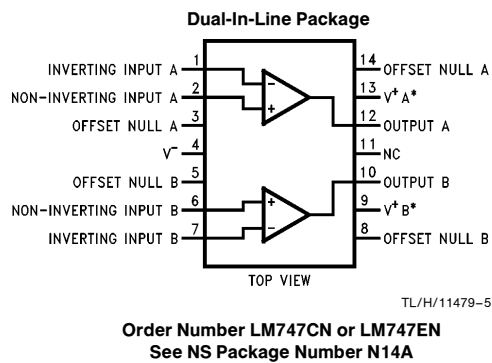 Dual-In-Line Package
INVERTING INPUT A 1
NON-INVERTING INPUT A 2
OFFSET NULL A 3
V⁻ 4
OFFSET NULL B 5
NON-INVERTING INPUT B 6
INVERTING INPUT B 7
14 OFFSET NULL A
13 V⁺A*
12 OUTPUT A
11 NC
10 OUTPUT B
9 V⁺B*
8 OFFSET NULL B
−
+
+
−
TOP VIEW
TL/H/11479–5
Order Number LM747CN or LM747EN
See NS Package Number N14A